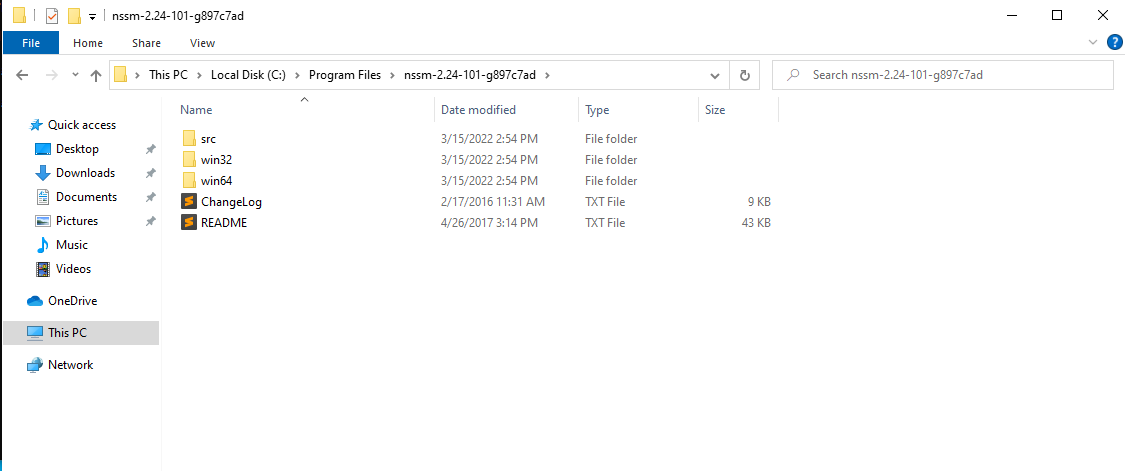 nssm-2.24-101-g897c7ad
File Home Share View
This PC Local Disk (C:) Program Files nssm-2.24-101-g897c7ad
Search nssm-2.24-101-g897c7ad
Name Date modified Type Size
Quick access
Desktop
Downloads
Documents
Pictures
Music
Videos
OneDrive
This PC
Network
src 3/15/2022 2:54 PM File folder
win32 3/15/2022 2:54 PM File folder
win64 3/15/2022 2:54 PM File folder
ChangeLog 2/17/2016 11:31 AM TXT File 9 KB
README 4/26/2017 3:14 PM TXT File 43 KB